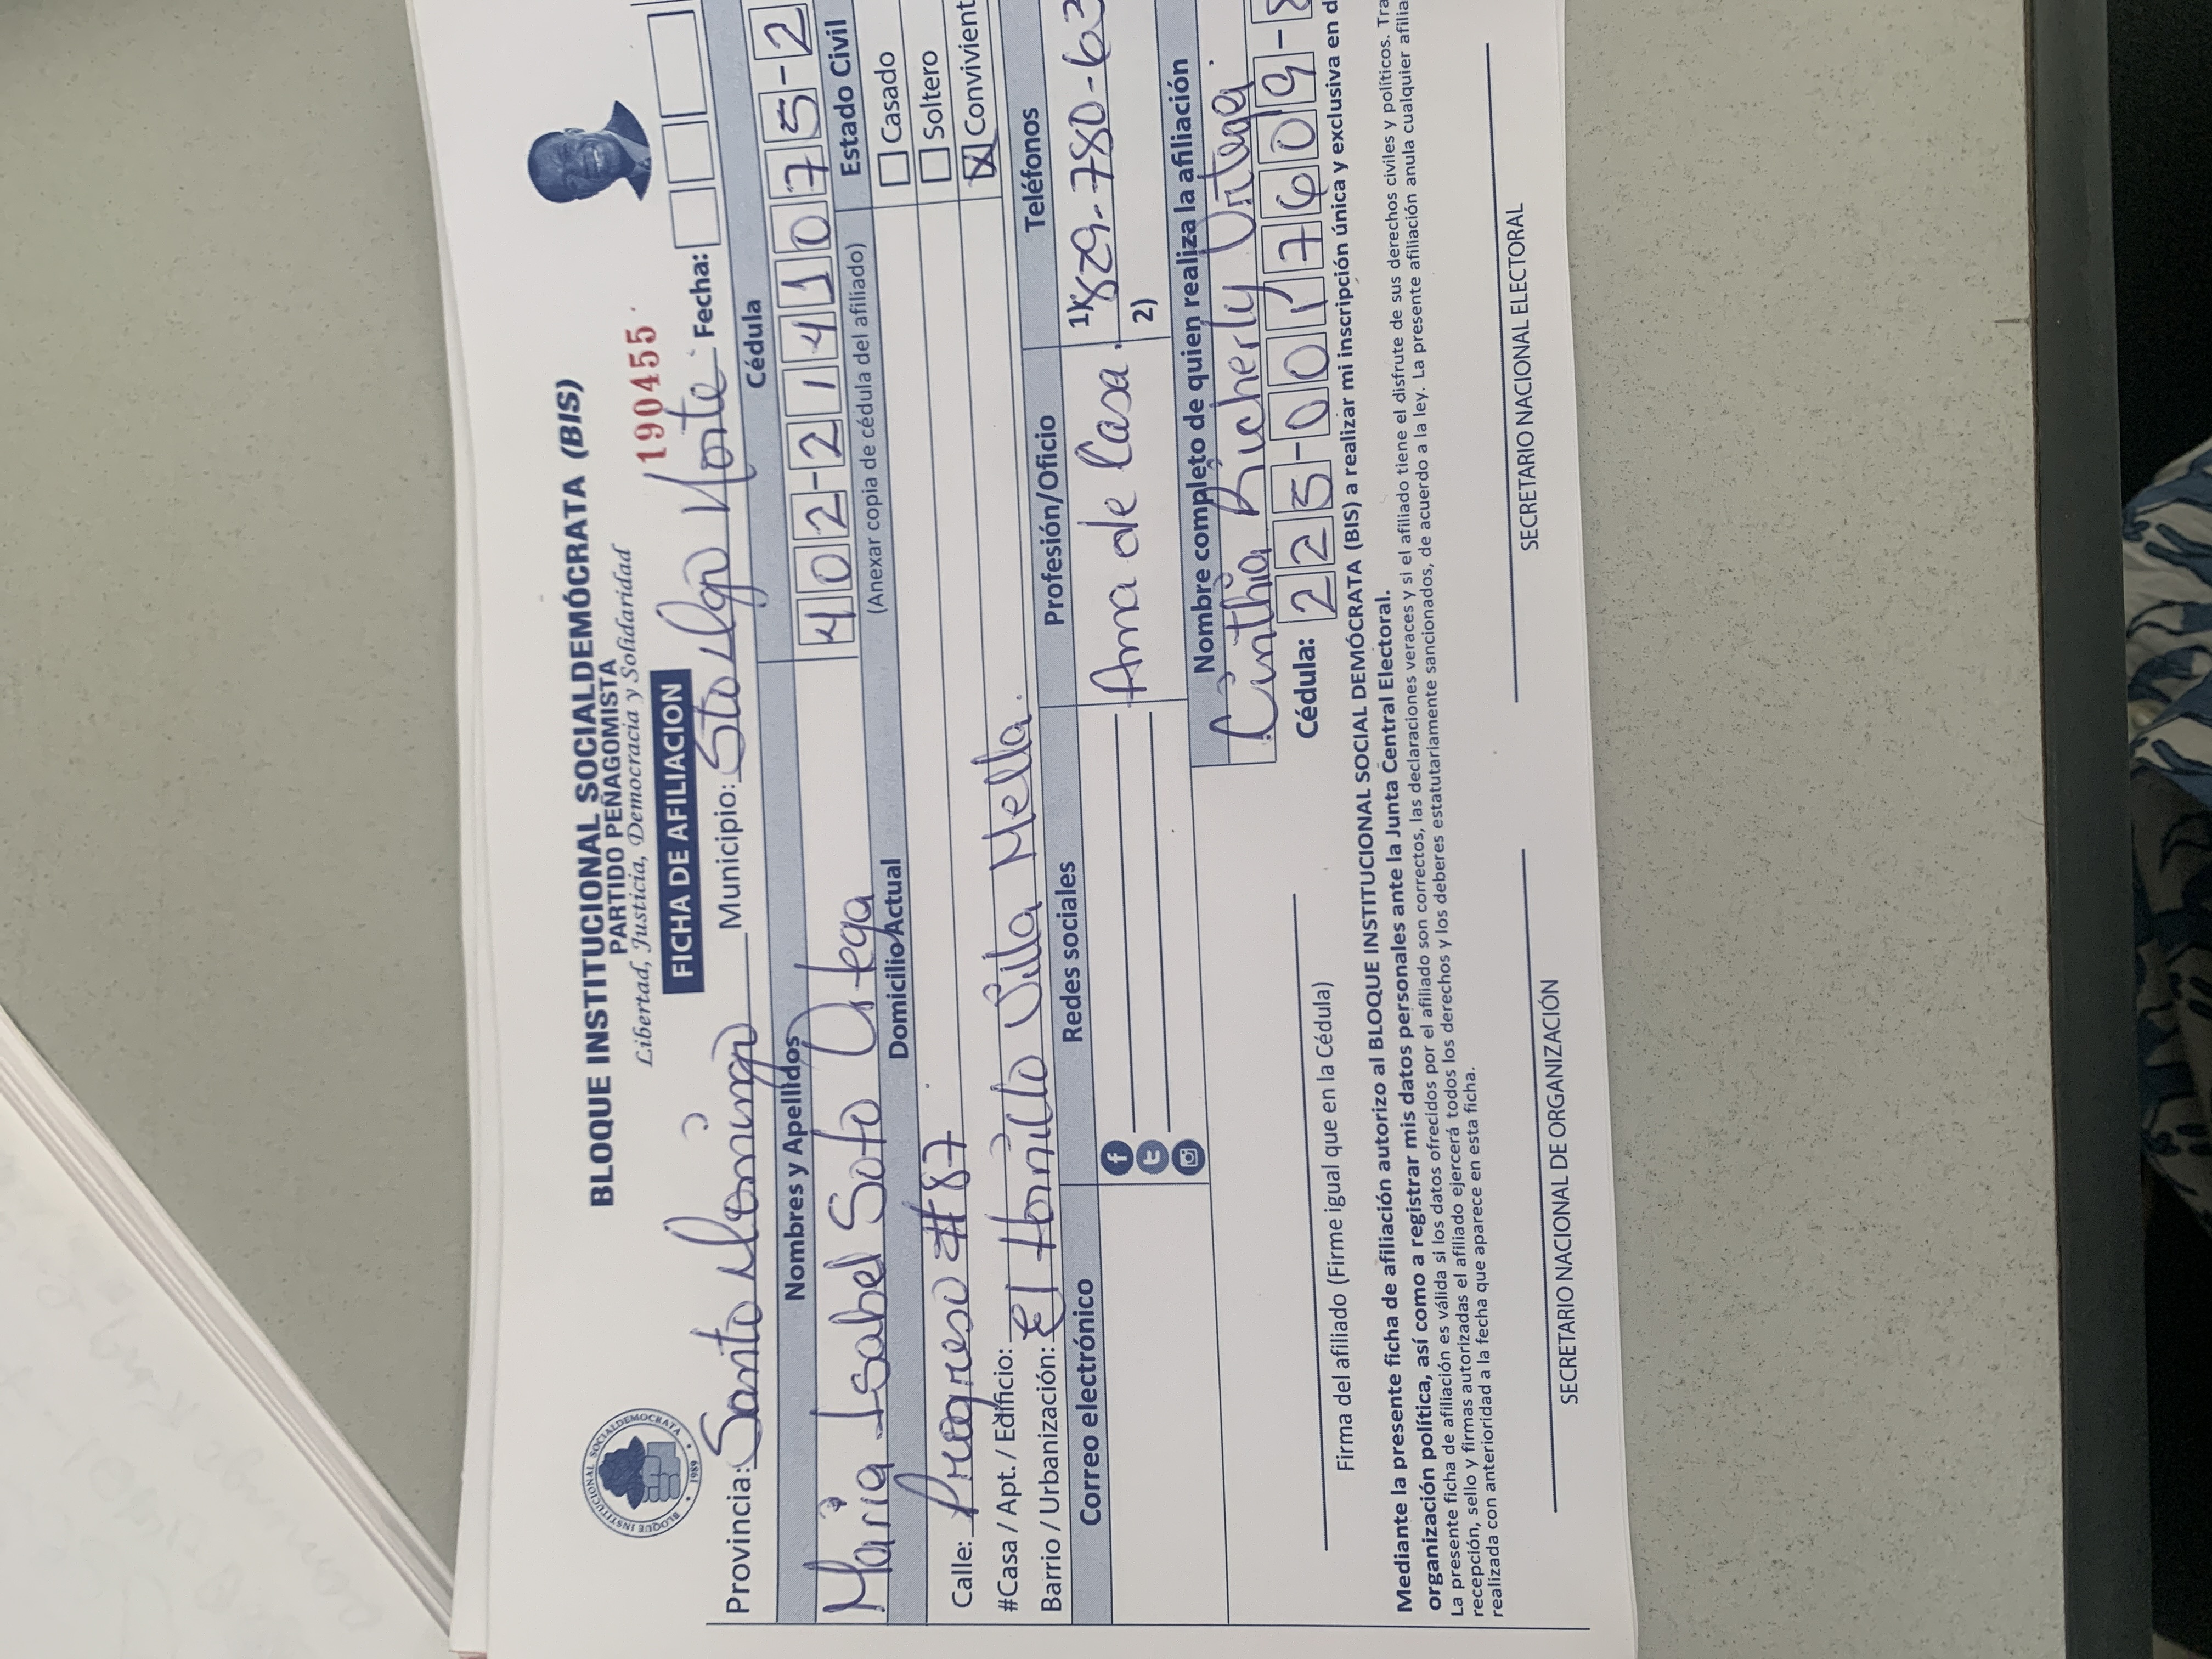 BLOQUE INSTITUCIONAL SOCIALDEMÓCRATA (BIS)
PARTIDO PEÑAGOMISTA
Libertad, Justicia, Democracia y Solidaridad
190455
FICHA DE AFILIACION
BLOQUE INSTITUCIONAL SOCIALDEMOCRATA • 1989 •
Provincia: Santo Domingo Municipio: Sto Dgo Norte Fecha:
Nombres y Apellidos Cédula
Maria Isabel Soto Ortega 402-2141075-2
(Anexar copia de cédula del afiliado)
Domicilio Actual Estado Civil
Calle: Progreso #87
#Casa / Apt. / Edificio:
Barrio / Urbanización: El Hornillo Villa Mella.
Casado
Soltero
X Convivient
Correo electrónico Redes sociales Profesión/Oficio Teléfonos
Ama de Casa.
1) 829-780-63
2)
Nombre completo de quien realiza la afiliación
Cinthia Richerly Ortega.
Cédula: 225-0017609-8
Firma del afiliado (Firme igual que en la Cédula)
Mediante la presente ficha de afiliación autorizo al BLOQUE INSTITUCIONAL SOCIAL DEMÓCRATA (BIS) a realizar mi inscripción única y exclusiva en d
organización política, así como a registrar mis datos personales ante la Junta Central Electoral.
La presente ficha de afiliación es válida si los datos ofrecidos por el afiliado son correctos, las declaraciones veraces y si el afiliado tiene el disfrute de sus derechos civiles y políticos. Tra
recepción, sello y firmas autorizadas el afiliado ejercerá todos los derechos y los deberes estatutariamente sancionados, de acuerdo a la ley. La presente afiliación anula cualquier afilia
realizada con anterioridad a la fecha que aparece en esta ficha.
SECRETARIO NACIONAL DE ORGANIZACIÓN SECRETARIO NACIONAL ELECTORAL